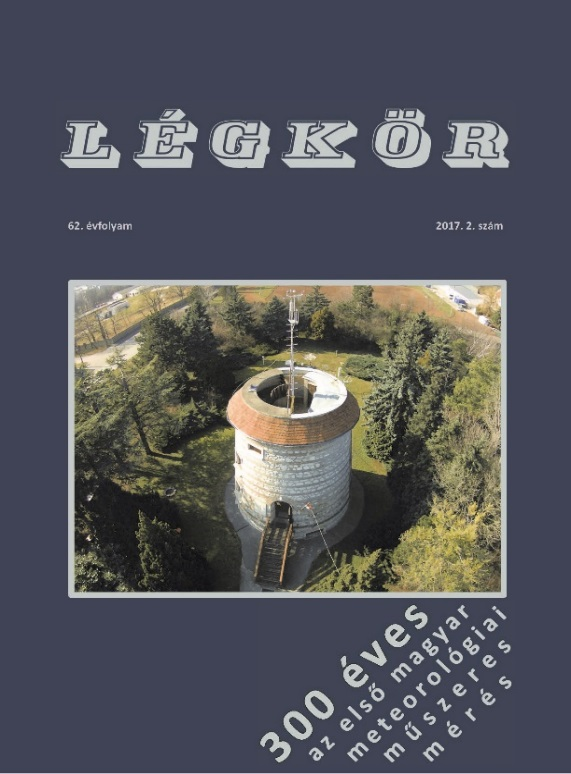 LÉGKÖR
62. évfolyam
2017. 2. szám
300 éves
az első magyar
meteorológiai
műszeres
mérés